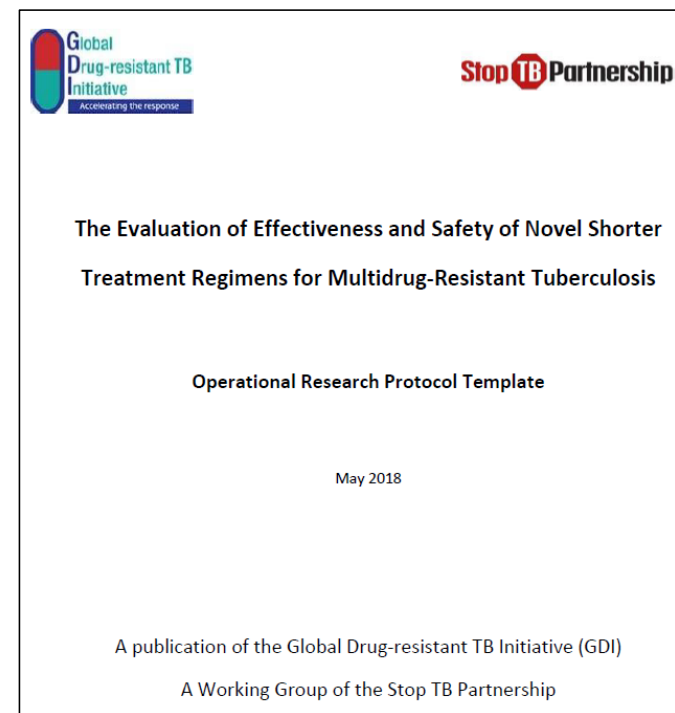 Global
Drug-resistant TB
Initiative
Accelerating the response
Stop TB Partnership
The Evaluation of Effectiveness and Safety of Novel Shorter
Treatment Regimens for Multidrug-Resistant Tuberculosis
Operational Research Protocol Template
May 2018
A publication of the Global Drug-resistant TB Initiative (GDI)
A Working Group of the Stop TB Partnership